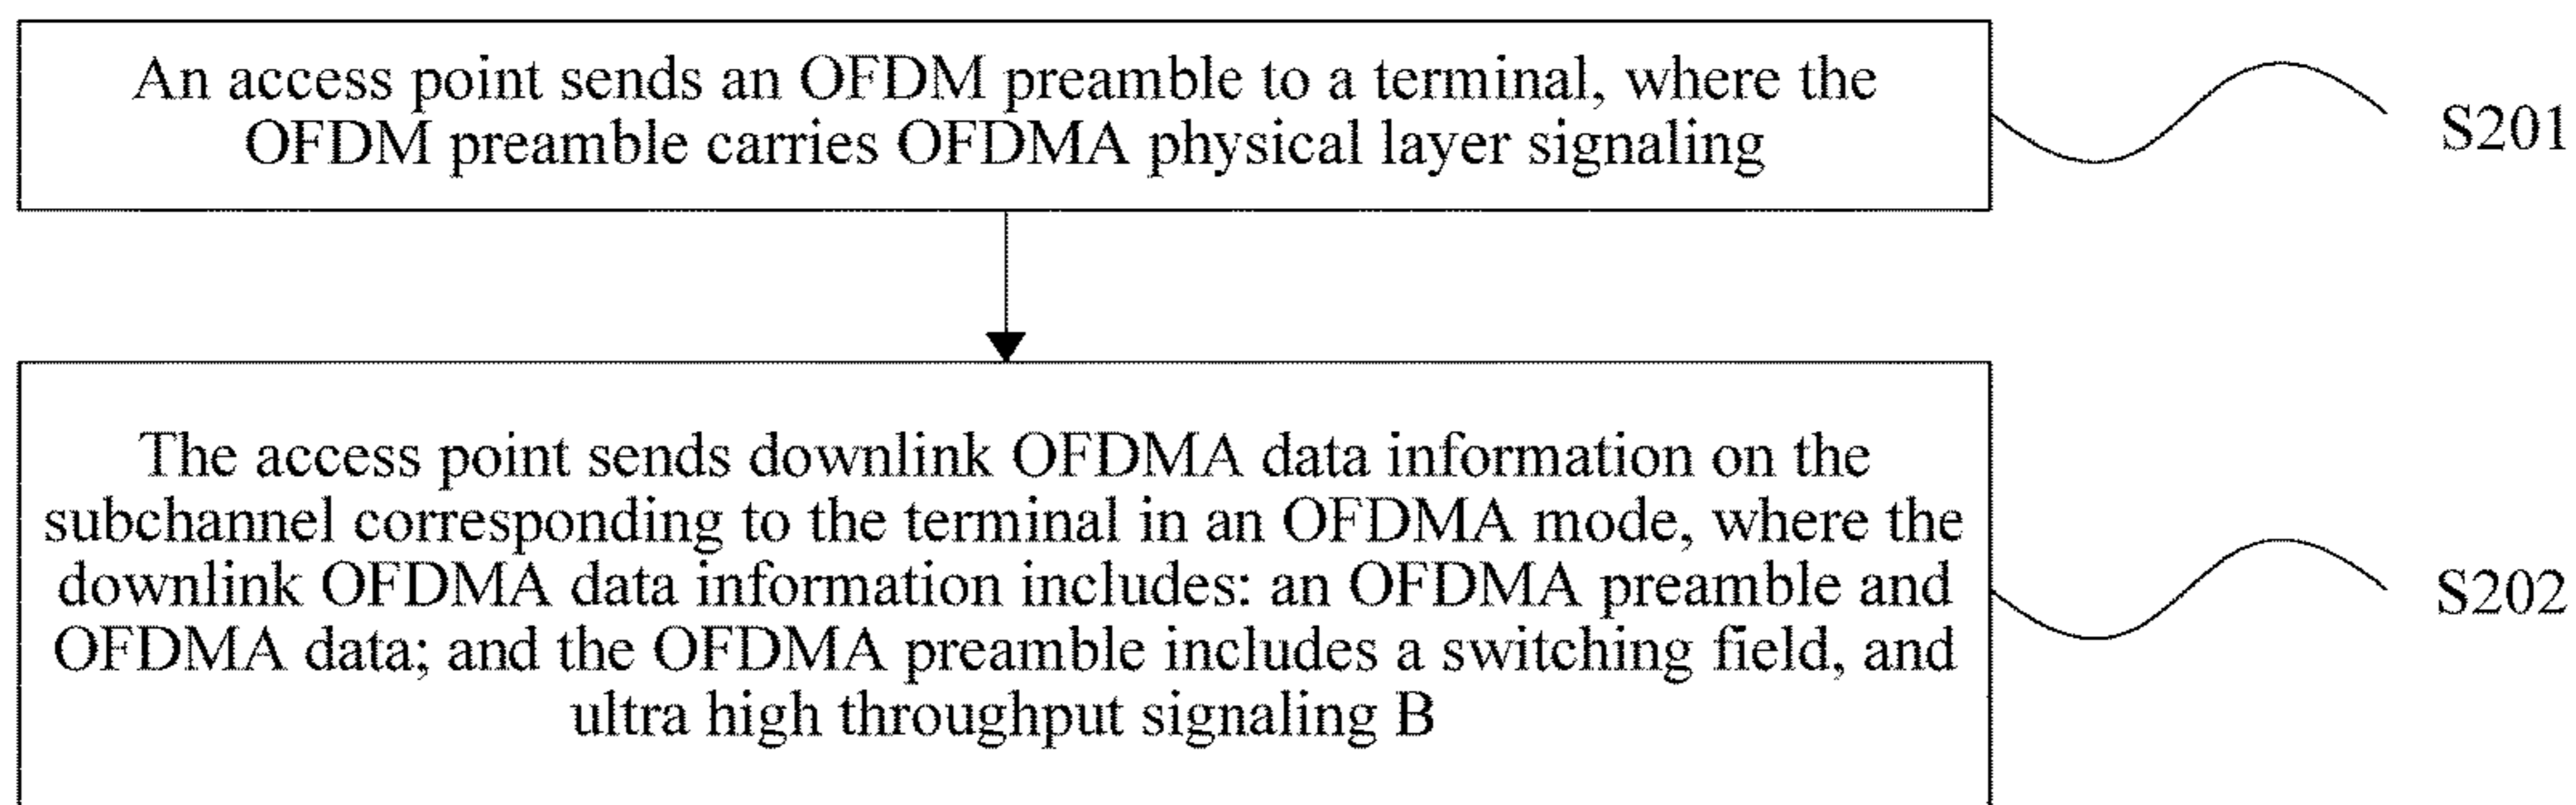 An access point sends an OFDM preamble to a terminal, where the
OFDM preamble carries OFDMA physical layer signaling
S201
The access point sends downlink OFDMA data information on the
subchannel corresponding to the terminal in an OFDMA mode, where the
downlink OFDMA data information includes: an OFDMA preamble and
OFDMA data; and the OFDMA preamble includes a switching field, and
ultra high throughput signaling B
S202